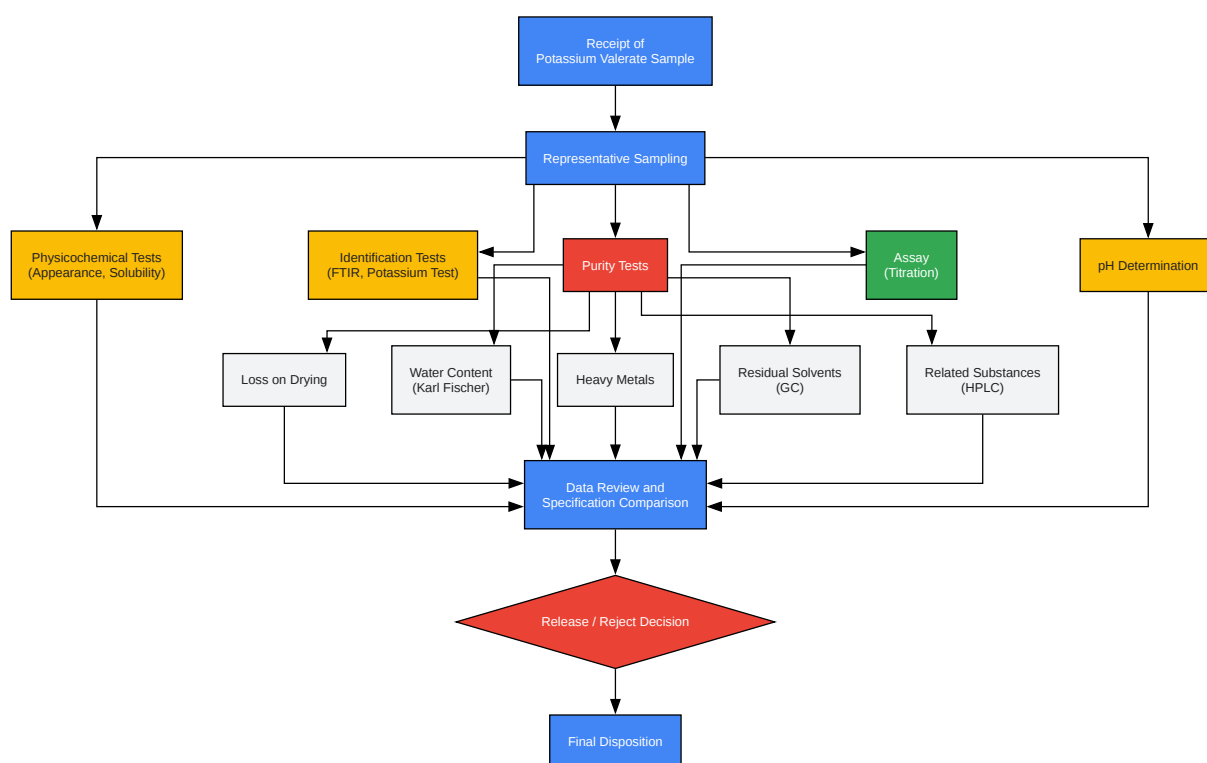 Receipt of
Potassium Valerate Sample
Representative Sampling
Physicochemical Tests
(Appearance, Solubility)
Identification Tests
(FTIR, Potassium Test)
Purity Tests
Assay
(Titration)
pH Determination
Loss on Drying
Water Content
(Karl Fischer)
Heavy Metals
Residual Solvents
(GC)
Related Substances
(HPLC)
Data Review and
Specification Comparison
Release / Reject Decision
Final Disposition